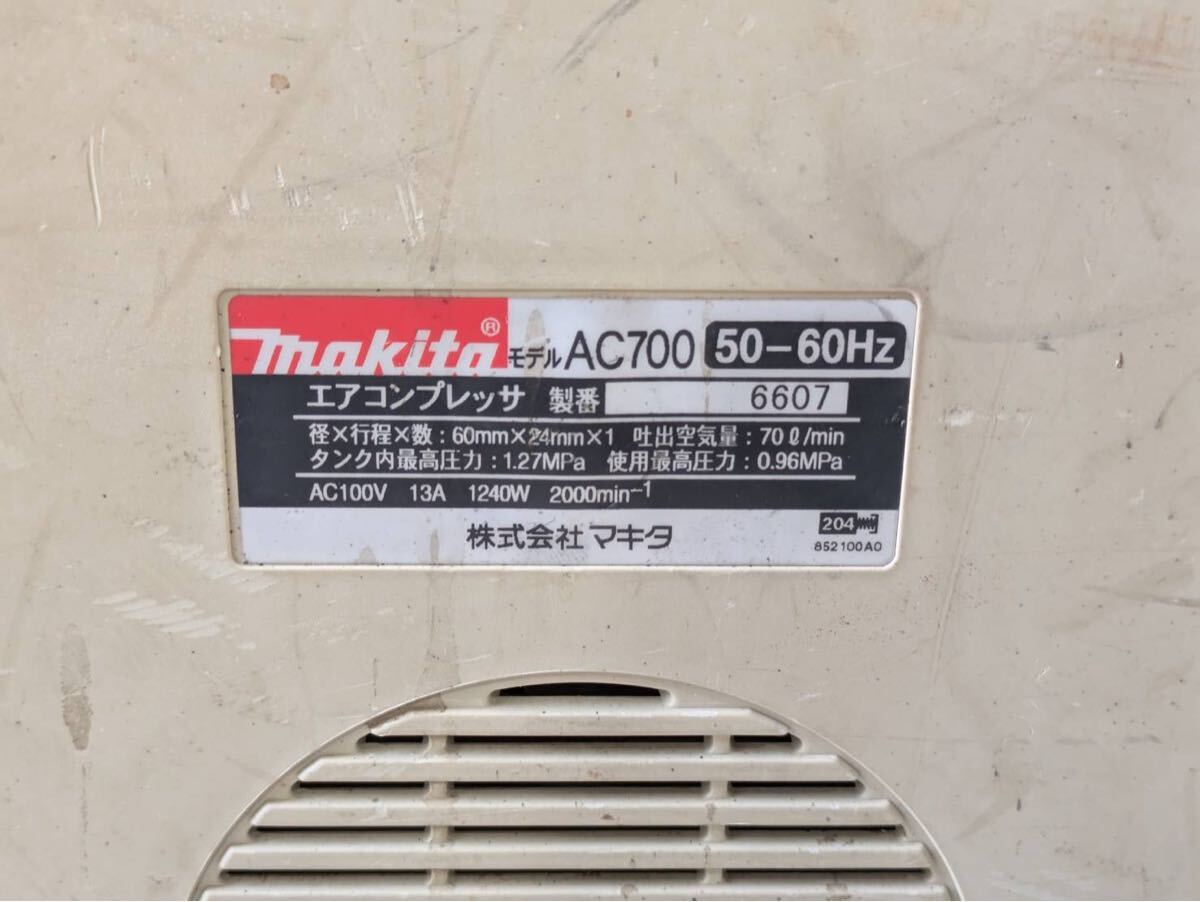 makita® モデル AC700 50-60Hz
エアコンプレッサ 製番 6607
径×行程×数：60mm×24mm×1 吐出空気量：70ℓ/min
タンク内最高圧力：1.27MPa 使用最高圧力：0.96MPa
AC100V 13A 1240W 2000min⁻¹
株式会社マキタ 204
852100A0